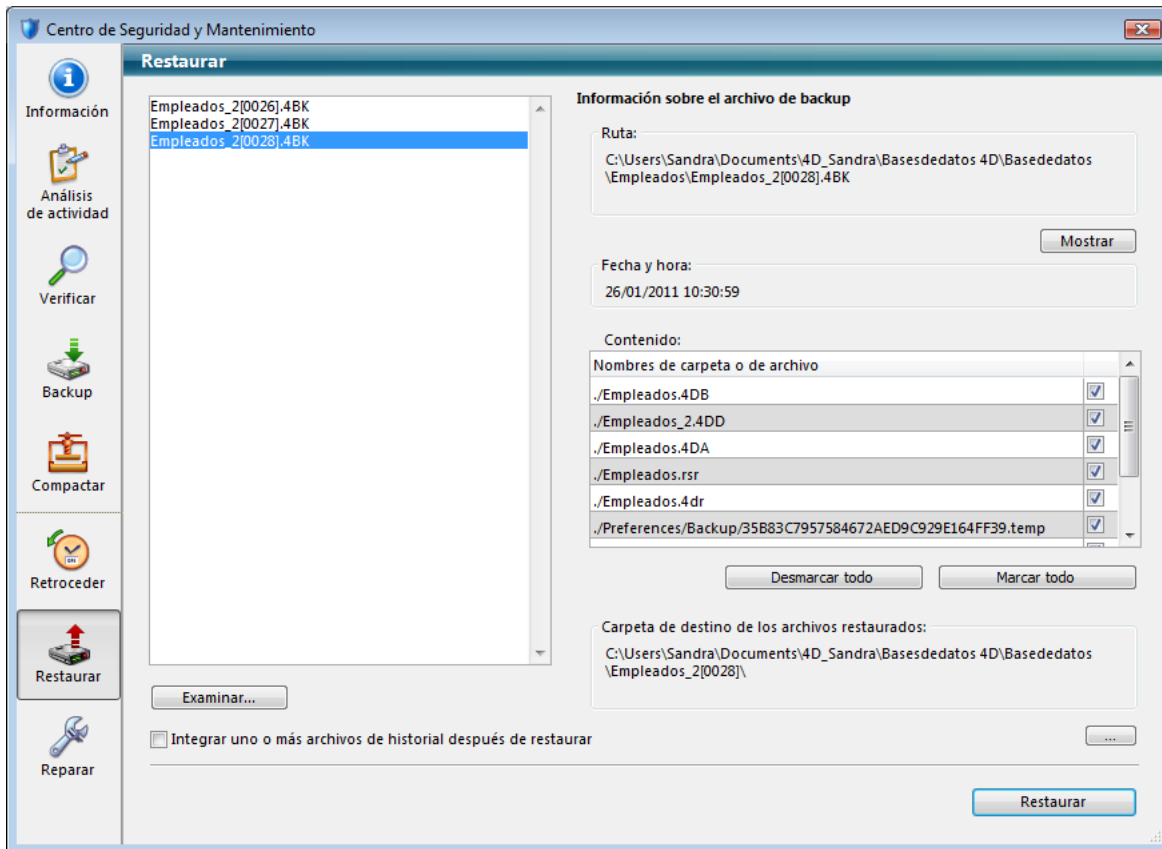 Centro de Seguridad y Mantenimiento
Información
Análisis
de actividad
Verificar
Backup
Compactar
Retroceder
Restaurar
Reparar
Restaurar
Empleados_2[0026].4BK
Empleados_2[0027].4BK
Empleados_2[0028].4BK
Examinar...
Integrar uno o más archivos de historial después de restaurar
Información sobre el archivo de backup
Ruta:
C:\Users\Sandra\Documents\4D_Sandra\Basesdedatos 4D\Basededatos
\Empleados\Empleados_2[0028].4BK
Mostrar
Fecha y hora:
26/01/2011 10:30:59
Contenido:
Nombres de carpeta o de archivo
./Empleados.4DB
./Empleados_2.4DD
./Empleados.4DA
./Empleados.rsr
./Empleados.4dr
./Preferences/Backup/35B83C7957584672AED9C929E164FF39.temp
Desmarcar todo
Marcar todo
Carpeta de destino de los archivos restaurados:
C:\Users\Sandra\Documents\4D_Sandra\Basesdedatos 4D\Basededatos
\Empleados_2[0028]\
...
Restaurar